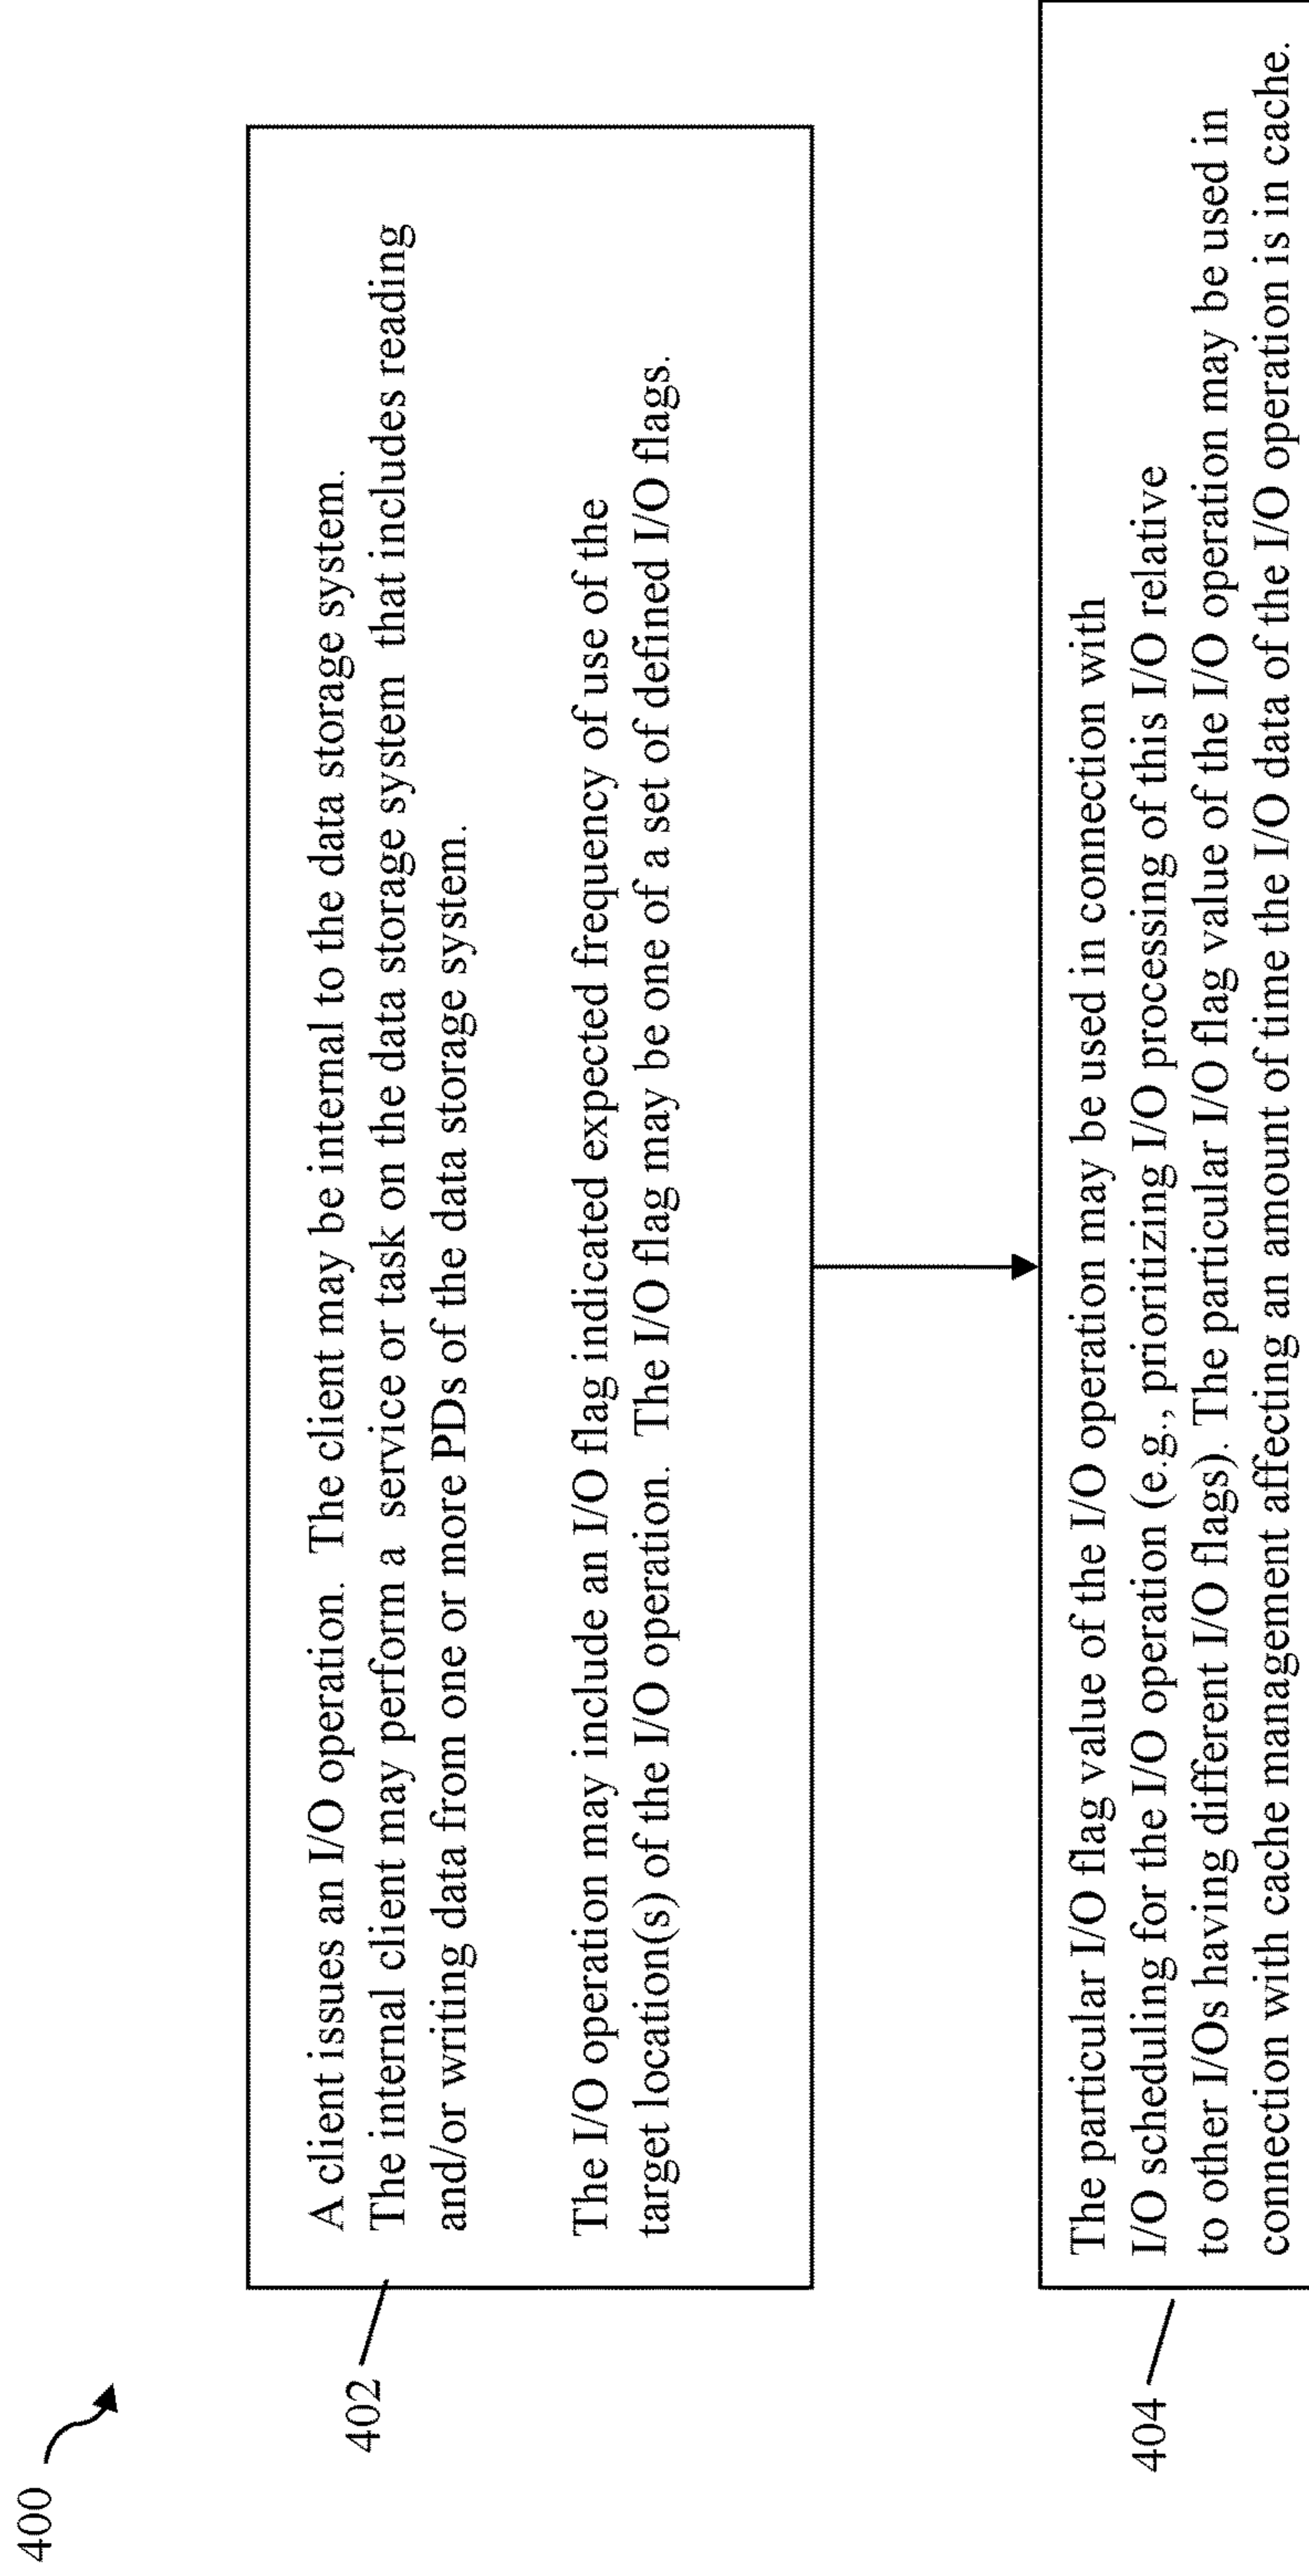 400
402
A client issues an I/O operation. The client may be internal to the data storage system.
The internal client may perform a service or task on the data storage system that includes reading
and/or writing data from one or more PDs of the data storage system.
The I/O operation may include an I/O flag indicated expected frequency of use of the
target location(s) of the I/O operation. The I/O flag may be one of a set of defined I/O flags.
404
The particular I/O flag value of the I/O operation may be used in connection with
I/O scheduling for the I/O operation (e.g., prioritizing I/O processing of this I/O relative
to other I/Os having different I/O flags). The particular I/O flag value of the I/O operation may be used in
connection with cache management affecting an amount of time the I/O data of the I/O operation is in cache.